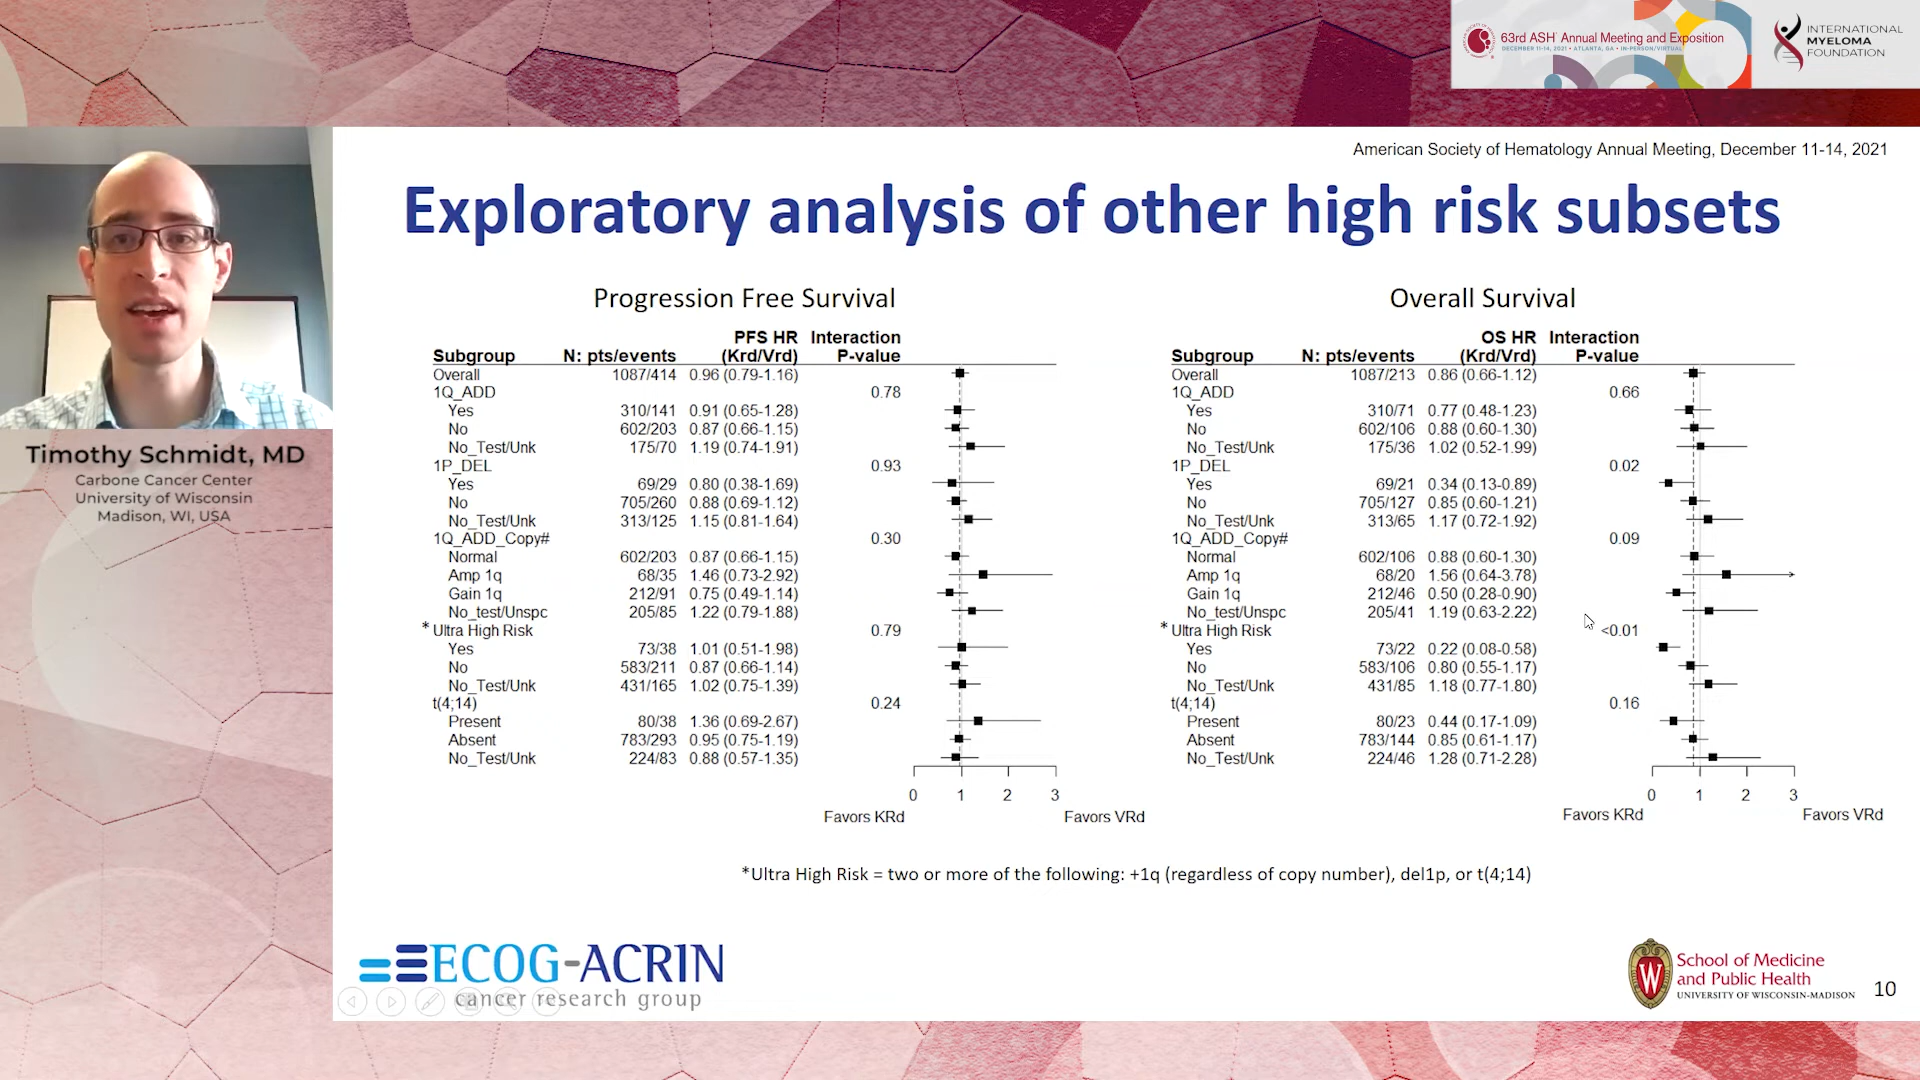 63rd ASH® Annual Meeting and Exposition
DECEMBER 11-14, 2021 • ATLANTA, GA • IN-PERSON/VIRTUAL
INTERNATIONAL
MYELOMA
FOUNDATION
American Society of Hematology Annual Meeting, December 11-14, 2021
Exploratory analysis of other high risk subsets
Timothy Schmidt, MD
Carbone Cancer Center
University of Wisconsin
Madison, WI, USA
Progression Free Survival
PFS HR Interaction
Subgroup N: pts/events (Krd/Vrd) P-value
Overall 1087/414 0.96 (0.79-1.16)
1Q_ADD 0.78
Yes 310/141 0.91 (0.65-1.28)
No 602/203 0.87 (0.66-1.15)
No_Test/Unk 175/70 1.19 (0.74-1.91)
1P_DEL 0.93
Yes 69/29 0.80 (0.38-1.69)
No 705/260 0.88 (0.69-1.12)
No_Test/Unk 313/125 1.15 (0.81-1.64)
1Q_ADD_Copy# 0.30
Normal 602/203 0.87 (0.66-1.15)
Amp 1q 68/35 1.46 (0.73-2.92)
Gain 1q 212/91 0.75 (0.49-1.14)
No_test/Unspc 205/85 1.22 (0.79-1.88)
* Ultra High Risk 0.79
Yes 73/38 1.01 (0.51-1.98)
No 583/211 0.87 (0.66-1.14)
No_Test/Unk 431/165 1.02 (0.75-1.39)
t(4;14) 0.24
Present 80/38 1.36 (0.69-2.67)
Absent 783/293 0.95 (0.75-1.19)
No_Test/Unk 224/83 0.88 (0.57-1.35)
0 1 2 3
Favors KRd Favors VRd
Overall Survival
OS HR Interaction
Subgroup N: pts/events (Krd/Vrd) P-value
Overall 1087/213 0.86 (0.66-1.12)
1Q_ADD 0.66
Yes 310/71 0.77 (0.48-1.23)
No 602/106 0.88 (0.60-1.30)
No_Test/Unk 175/36 1.02 (0.52-1.99)
1P_DEL 0.02
Yes 69/21 0.34 (0.13-0.89)
No 705/127 0.85 (0.60-1.21)
No_Test/Unk 313/65 1.17 (0.72-1.92)
1Q_ADD_Copy# 0.09
Normal 602/106 0.88 (0.60-1.30)
Amp 1q 68/20 1.56 (0.64-3.78)
Gain 1q 212/46 0.50 (0.28-0.90)
No_test/Unspc 205/41 1.19 (0.63-2.22)
* Ultra High Risk <0.01
Yes 73/22 0.22 (0.08-0.58)
No 583/106 0.80 (0.55-1.17)
No_Test/Unk 431/85 1.18 (0.77-1.80)
t(4;14) 0.16
Present 80/23 0.44 (0.17-1.09)
Absent 783/144 0.85 (0.61-1.17)
No_Test/Unk 224/46 1.28 (0.71-2.28)
0 1 2 3
Favors KRd Favors VRd
*Ultra High Risk = two or more of the following: +1q (regardless of copy number), del1p, or t(4;14)
ECOG-ACRIN
cancer research group
W
School of Medicine
and Public Health
UNIVERSITY OF WISCONSIN-MADISON
10